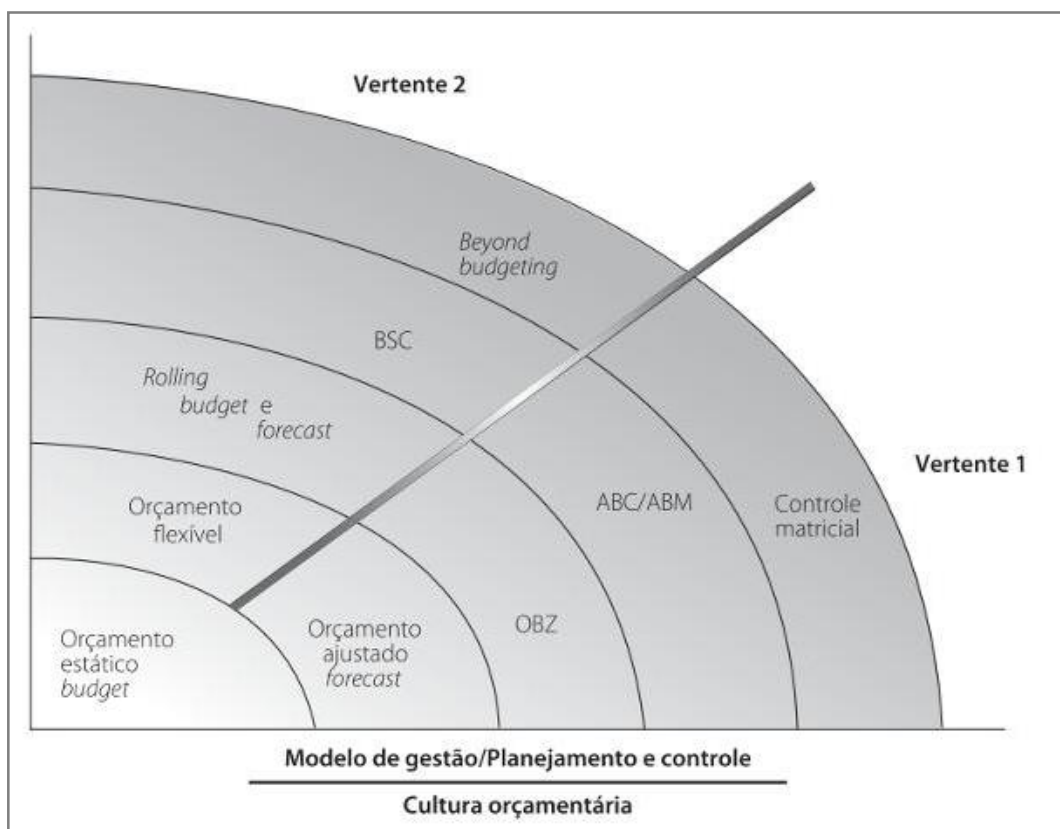 Vertente 2
Beyond
budgeting
BSC
Rolling
budget e
forecast
Vertente 1
ABC/ABM
Controle
matricial
Orçamento
flexível
Orçamento
estático
budget
Orçamento
ajustado
forecast
OBZ
Modelo de gestão/Planejamento e controle
Cultura orçamentária